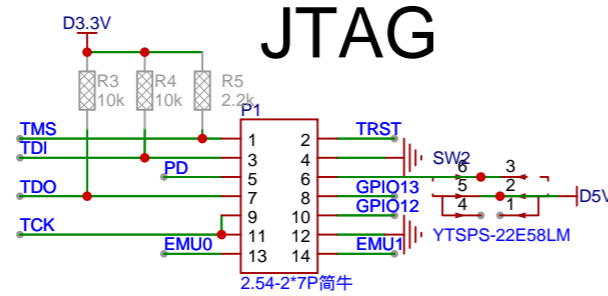 JTAG
D3.3V
R3
10k
R4
10k
R5
2.2k
P1
TMS
TDI
PD
TDO
TCK
EMU0
1
3
5
7
9
11
13
2
4
6
8
10
12
14
TRST
GPIO13
GPIO12
EMU1
SW2
6
5
4
3
2
1
D5V
YTSPS-22E58LM
2.54-2*7P简牛